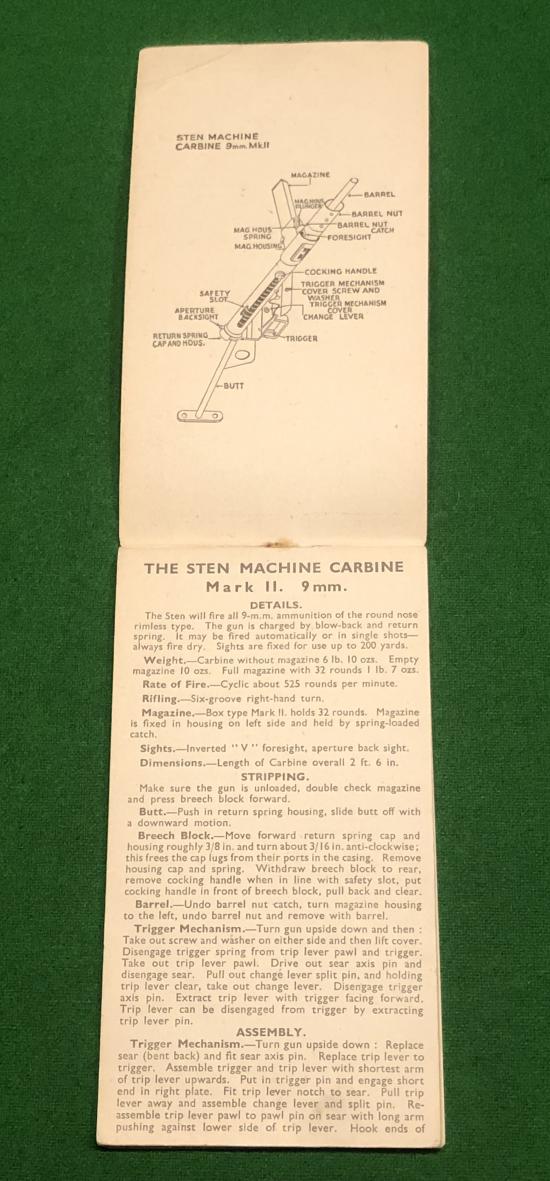 STEN MACHINE
CARBINE 9mm. MkII
MAGAZINE
MAG. HOUS.
PLUNGER
BARREL
BARREL NUT
BARREL NUT
CATCH
MAG. HOUS
SPRING
FORESIGHT
MAG. HOUSING
COCKING HANDLE
TRIGGER MECHANISM
COVER SCREW AND
WASHER
SAFETY
SLOT
TRIGGER MECHANISM
COVER
APERTURE
BACKSIGHT
CHANGE LEVER
RETURN SPRING
CAP AND HOUS.
TRIGGER
BUTT
THE STEN MACHINE CARBINE
Mark II. 9mm.
DETAILS.
The Sten will fire all 9-m.m. ammunition of the round nose
rimless type. The gun is charged by blow-back and return
spring. It may be fired automatically or in single shots—
always fire dry. Sights are fixed for use up to 200 yards.
Weight.—Carbine without magazine 6 lb. 10 ozs. Empty
magazine 10 ozs. Full magazine with 32 rounds 1 lb. 7 ozs.
Rate of Fire.—Cyclic about 525 rounds per minute.
Rifling.—Six-groove right-hand turn.
Magazine.—Box type Mark II. holds 32 rounds. Magazine
is fixed in housing on left side and held by spring-loaded
catch.
Sights.—Inverted "V" foresight, aperture back sight.
Dimensions.—Length of Carbine overall 2 ft. 6 in.
STRIPPING.
Make sure the gun is unloaded, double check magazine
and press breech block forward.
Butt.—Push in return spring housing, slide butt off with
a downward motion.
Breech Block.—Move forward return spring cap and
housing roughly 3/8 in. and turn about 3/16 in. anti-clockwise;
this frees the cap lugs from their ports in the casing. Remove
housing cap and spring. Withdraw breech block to rear,
remove cocking handle when in line with safety slot, put
cocking handle in front of breech block, pull back and clear.
Barrel.—Undo barrel nut catch, turn magazine housing
to the left, undo barrel nut and remove with barrel.
Trigger Mechanism.—Turn gun upside down and then :
Take out screw and washer on either side and then lift cover.
Disengage trigger spring from trip lever pawl and trigger.
Take out trip lever pawl. Drive out sear axis pin and
disengage sear. Pull out change lever split pin, and holding
trip lever clear, take out change lever. Disengage trigger
axis pin. Extract trip lever with trigger facing forward.
Trip lever can be disengaged from trigger by extracting
trip lever pin.
ASSEMBLY.
Trigger Mechanism.—Turn gun upside down : Replace
sear (bent back) and fit sear axis pin. Replace trip lever to
trigger. Assemble trigger and trip lever with shortest arm
of trip lever upwards. Put in trigger pin and engage short
end in right plate. Fit trip lever notch to sear. Pull trip
lever away and assemble change lever and split pin. Re-
assemble trip lever pawl to pawl pin on sear with long arm
pushing against lower side of trip lever. Hook ends of